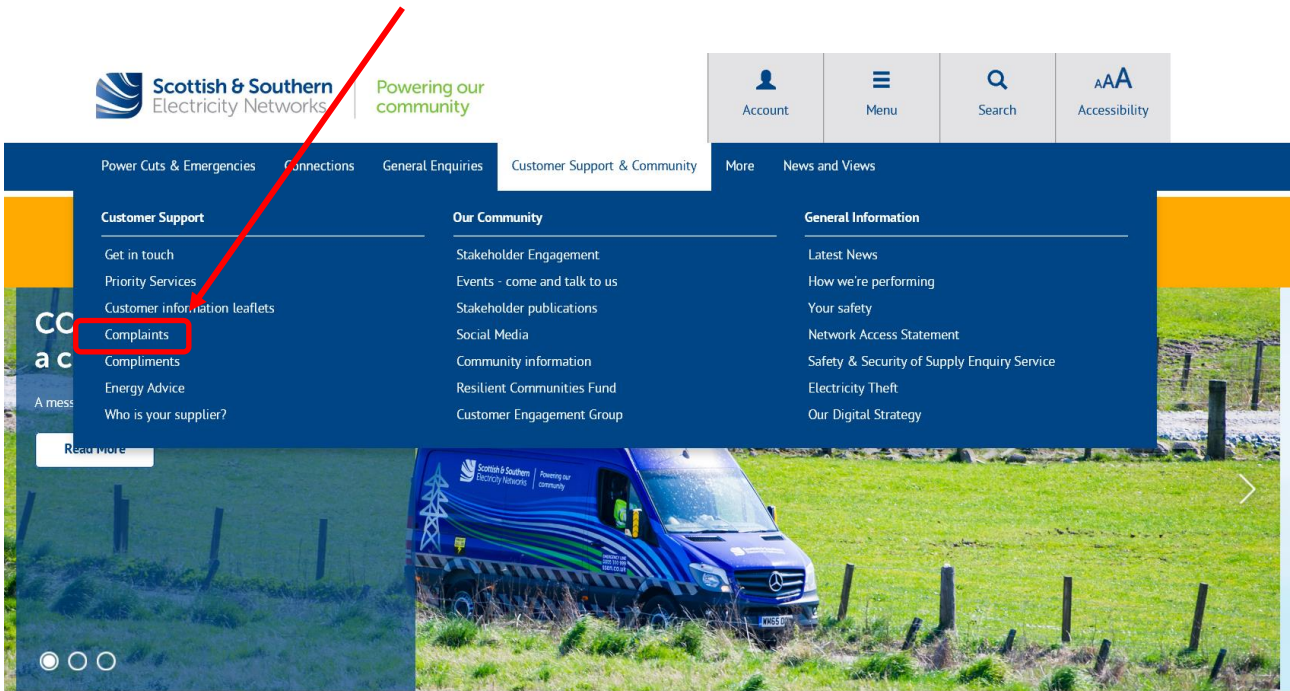 Scottish & Southern
Electricity Networks
Powering our
community
Account
Menu
Search
AAA
Accessibility
Power Cuts & Emergencies
Connections
General Enquiries
Customer Support & Community
More
News and Views
Customer Support
Get in touch
Priority Services
Customer information leaflets
Complaints
Compliments
Energy Advice
Who is your supplier?
Our Community
Stakeholder Engagement
Events - come and talk to us
Stakeholder publications
Social Media
Community information
Resilient Communities Fund
Customer Engagement Group
General Information
Latest News
How we're performing
Your safety
Network Access Statement
Safety & Security of Supply Enquiry Service
Electricity Theft
Our Digital Strategy
a c
A mess
Read More
Scottish & Southern
Electricity Networks
Powering our
community